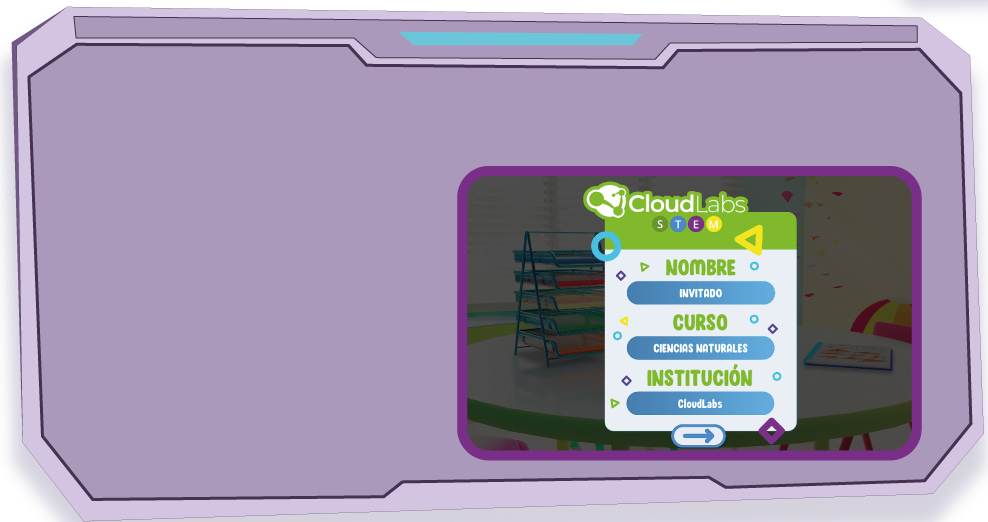 CloudLabs
STEM
NOMBRE
INVITADO
CURSO
CIENCIAS NATURALES
INSTITUCIÓN
CloudLabs